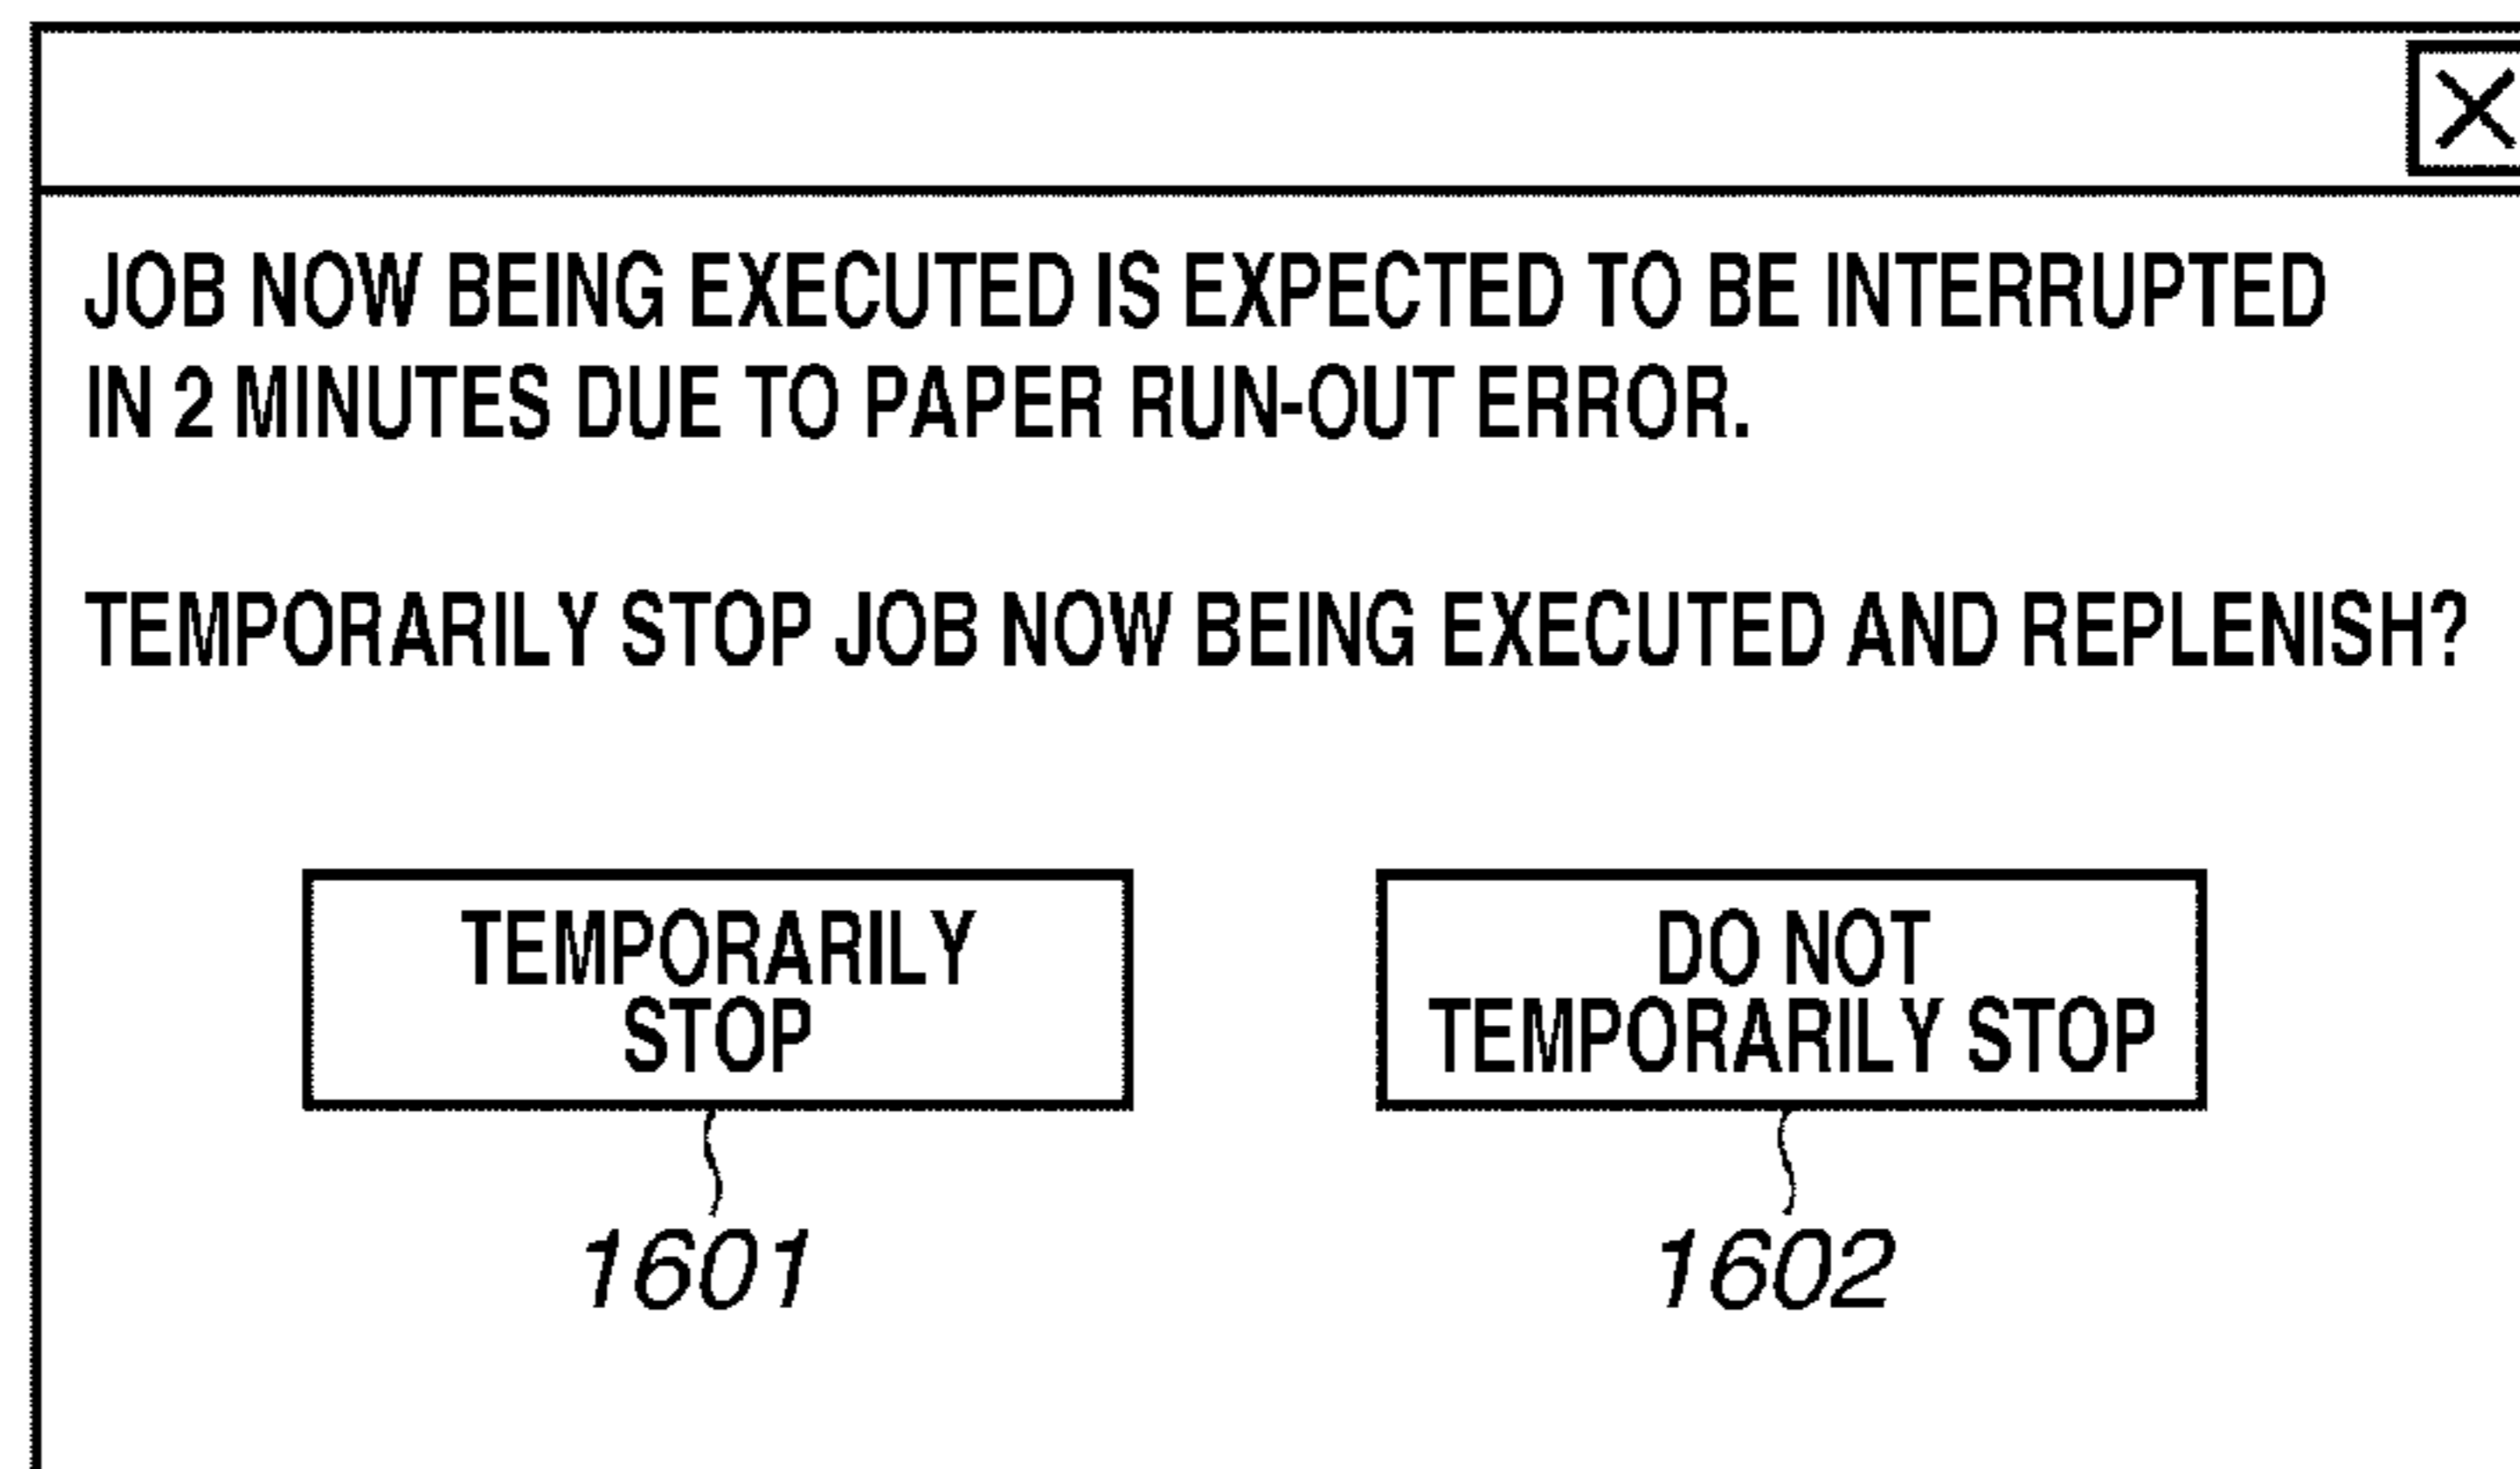 JOB NOW BEING EXECUTED IS EXPECTED TO BE INTERRUPTED
IN 2 MINUTES DUE TO PAPER RUN-OUT ERROR.
TEMPORARILY STOP JOB NOW BEING EXECUTED AND REPLENISH?
TEMPORARILY
STOP
DO NOT
TEMPORARILY STOP
1601
1602